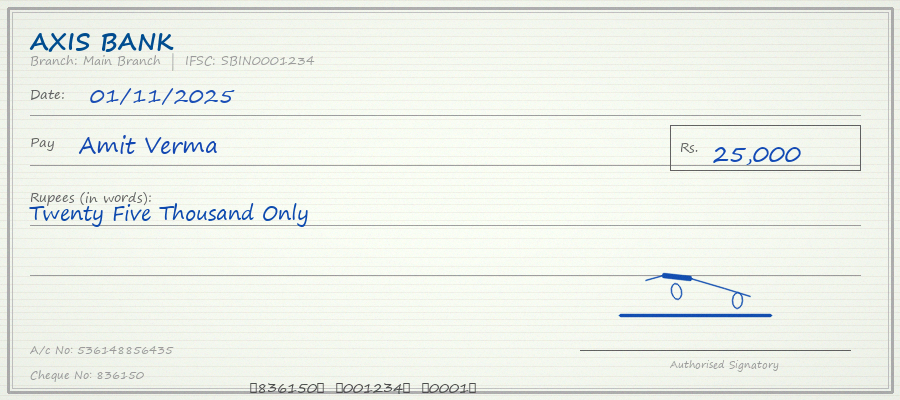 AXIS BANK
Branch: Main Branch | IFSC: SBIN0001234
Date: 01/11/2025
Pay Amit Verma
Rs. 25,000
Rupees (in words):
Twenty Five Thousand Only
A/c No: 536148856435
Authorised Signatory
Cheque No: 836150
▯836150▯ ▯001234▯ ▯0001▯